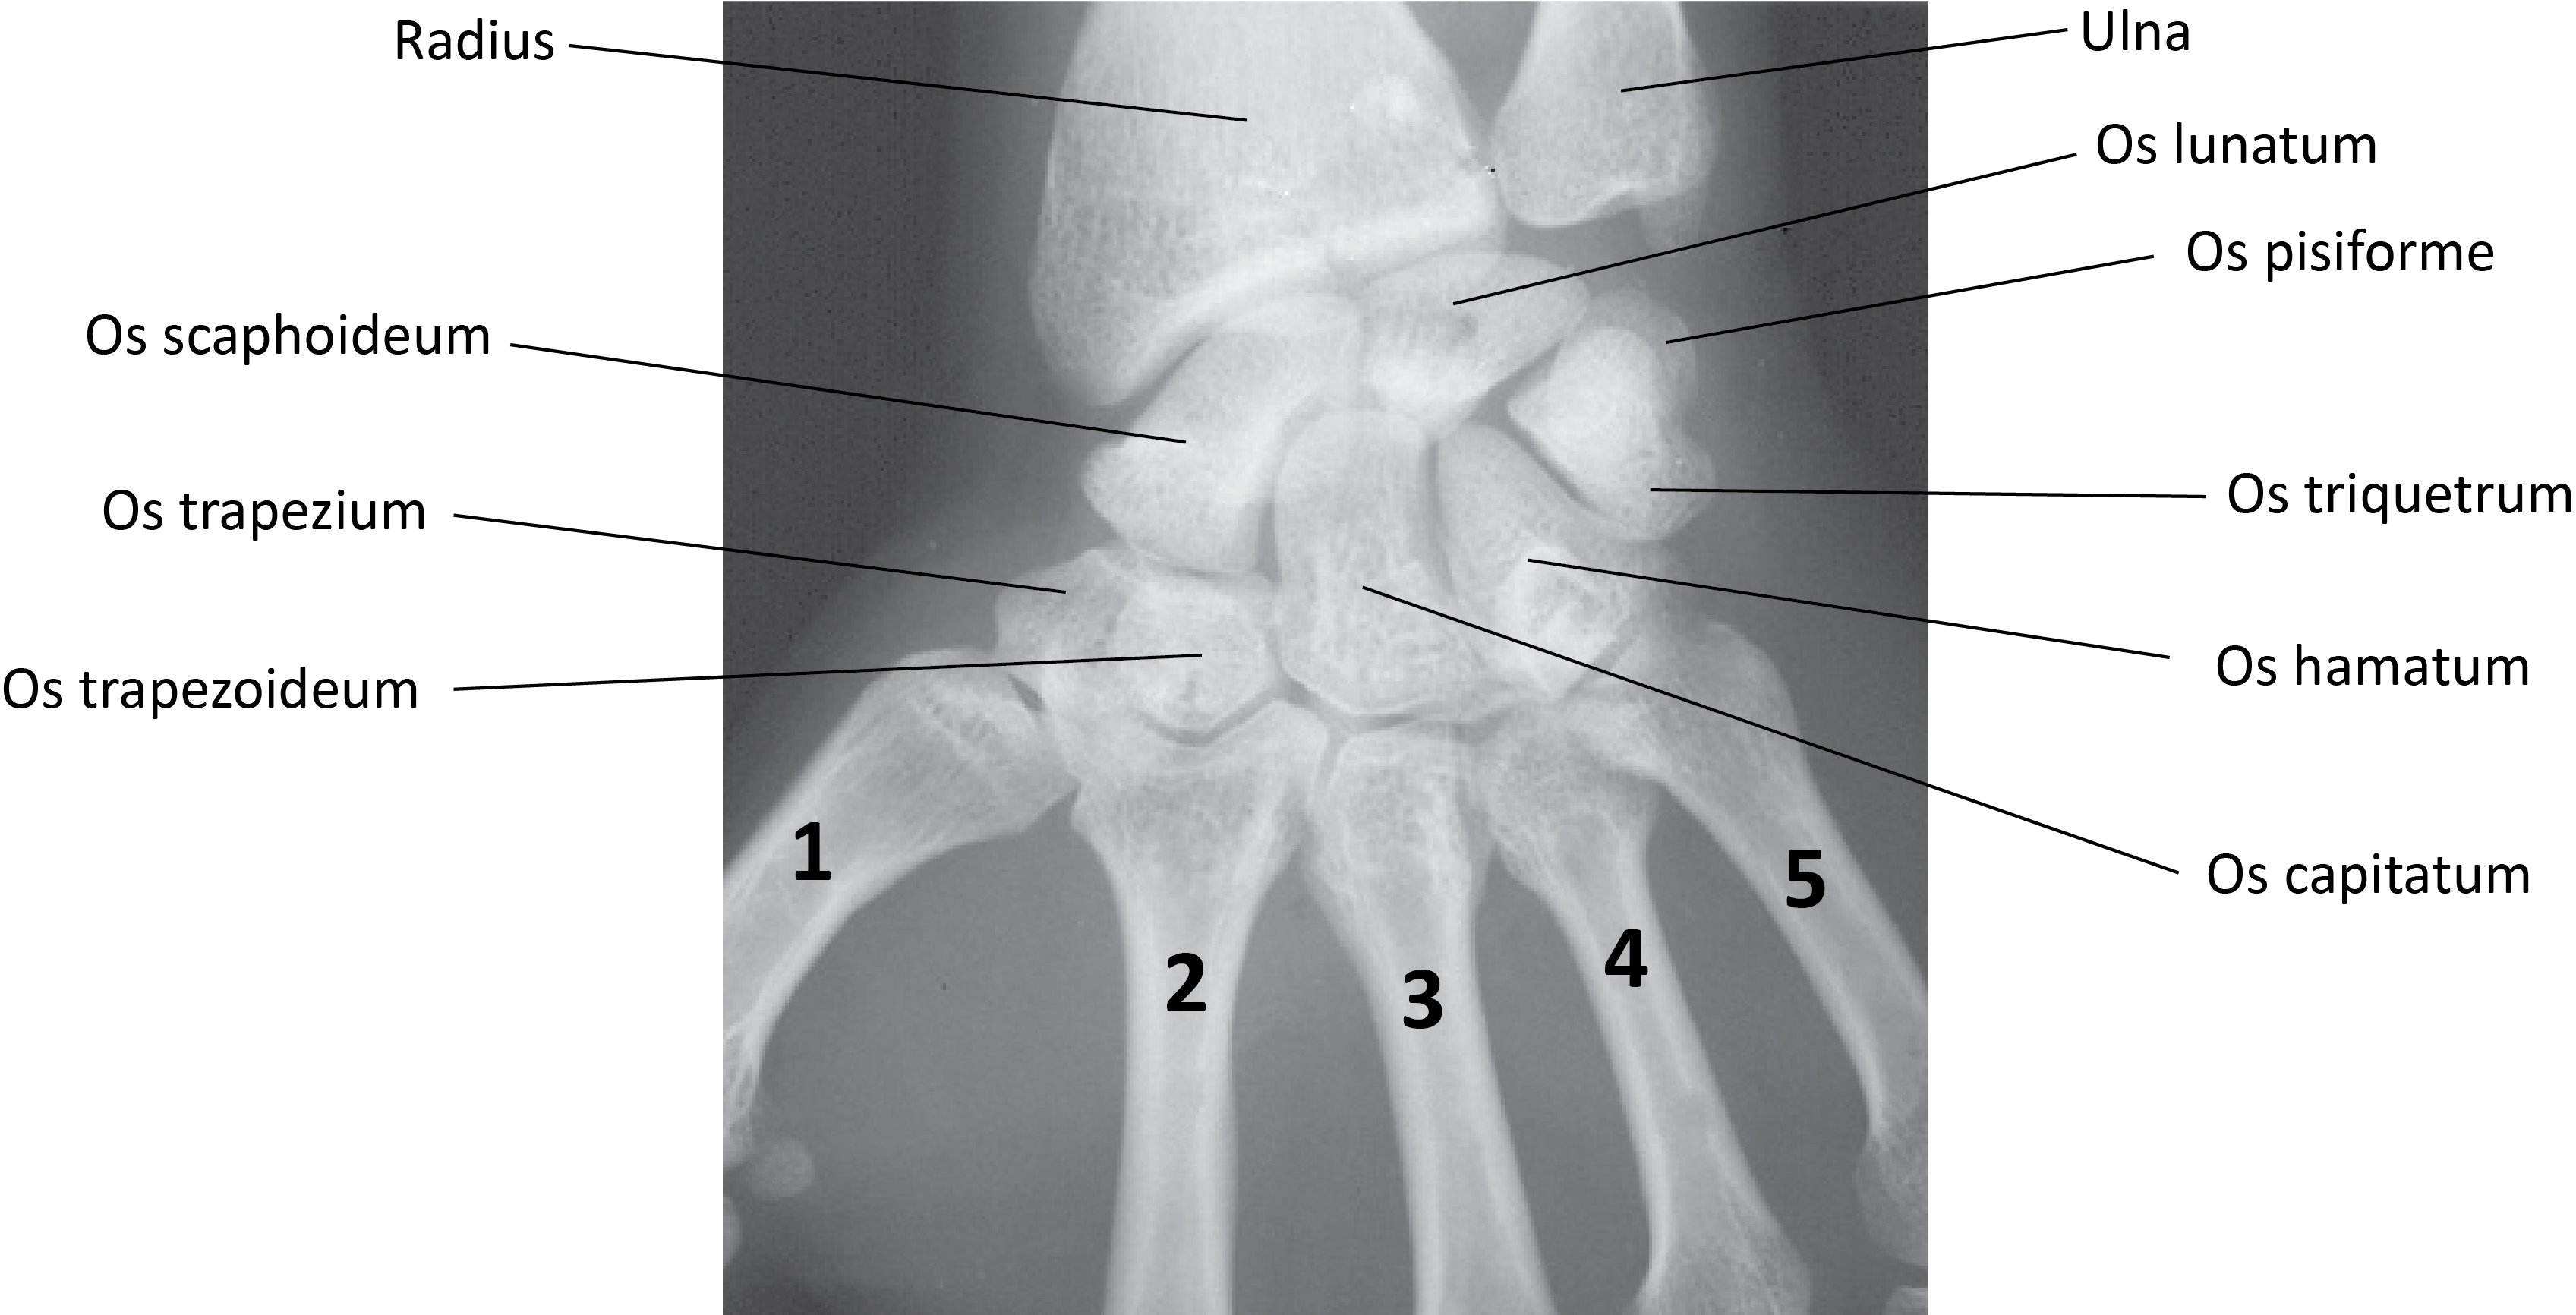 Radius
Ulna
Os lunatum
Os pisiforme
Os scaphoideum
Os trapezium
Os triquetrum
Os trapezoideum
Os hamatum
1
5
Os capitatum
4
2
3